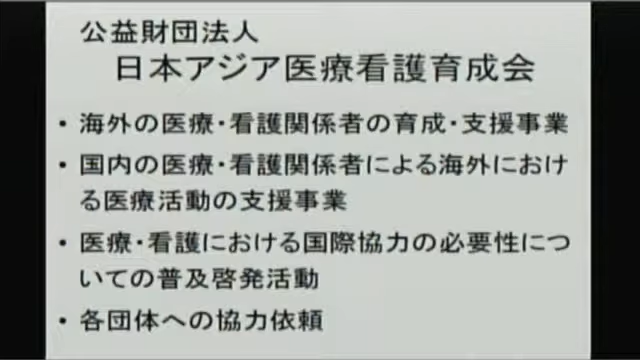 公益財団法人
日本アジア医療看護育成会
・海外の医療・看護関係者の育成・支援事業
・国内の医療・看護関係者による海外におけ
る医療活動の支援事業
・医療・看護における国際協力の必要性につ
いての普及啓発活動
・各団体への協力依頼